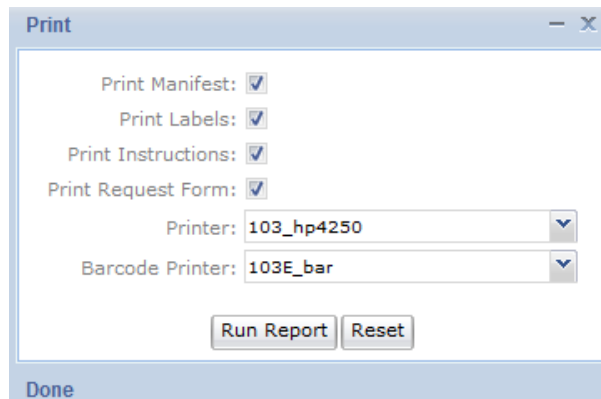 Print
Print Manifest:
Print Labels:
Print Instructions:
Print Request Form:
Printer: 103_hp4250
Barcode Printer: 103E_bar
Run Report Reset
Done